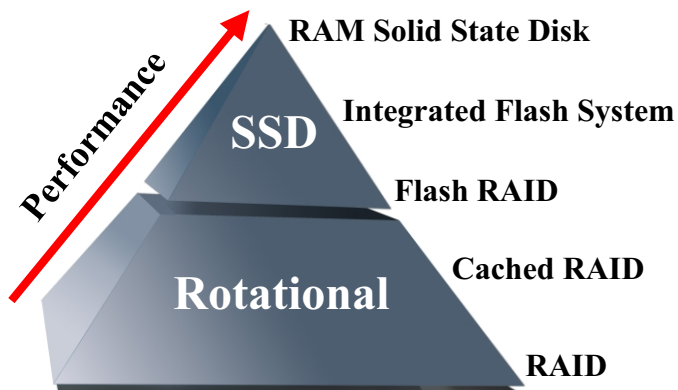 RAM Solid State Disk
Performance
Integrated Flash System
SSD
Flash RAID
Cached RAID
Rotational
RAID